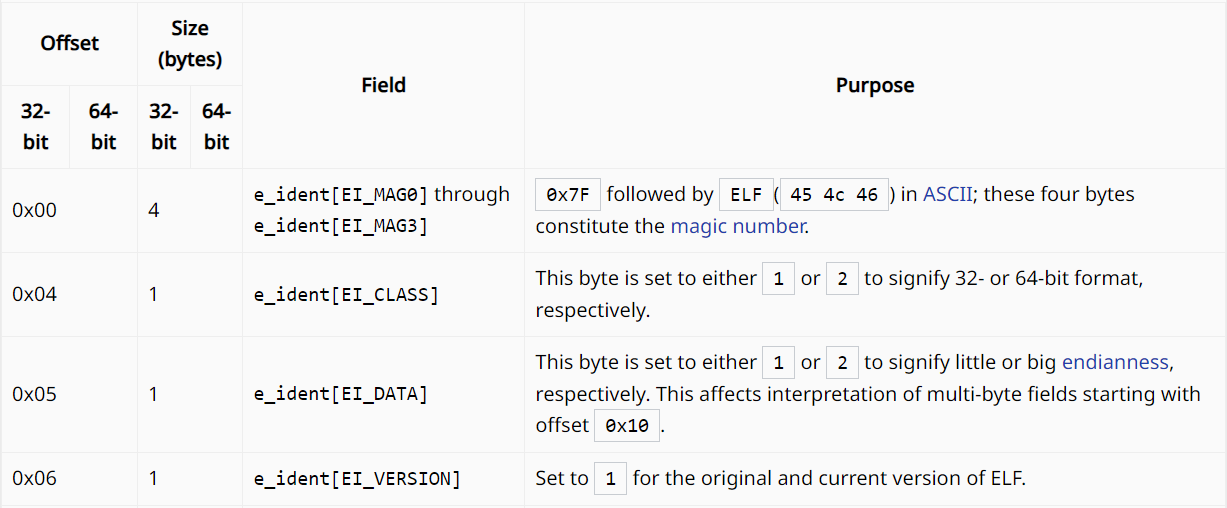 Offset
Size
(bytes)
Field
Purpose
32-
bit
64-
bit
32-
bit
64-
bit
0x00
4
e_ident[EI_MAG0] through
e_ident[EI_MAG3]
0x7F followed by ELF ( 45 4c 46 ) in ASCII; these four bytes
constitute the magic number.
0x04
1
e_ident[EI_CLASS]
This byte is set to either 1 or 2 to signify 32- or 64-bit format,
respectively.
0x05
1
e_ident[EI_DATA]
This byte is set to either 1 or 2 to signify little or big endianness,
respectively. This affects interpretation of multi-byte fields starting with
offset 0x10 .
0x06
1
e_ident[EI_VERSION]
Set to 1 for the original and current version of ELF.